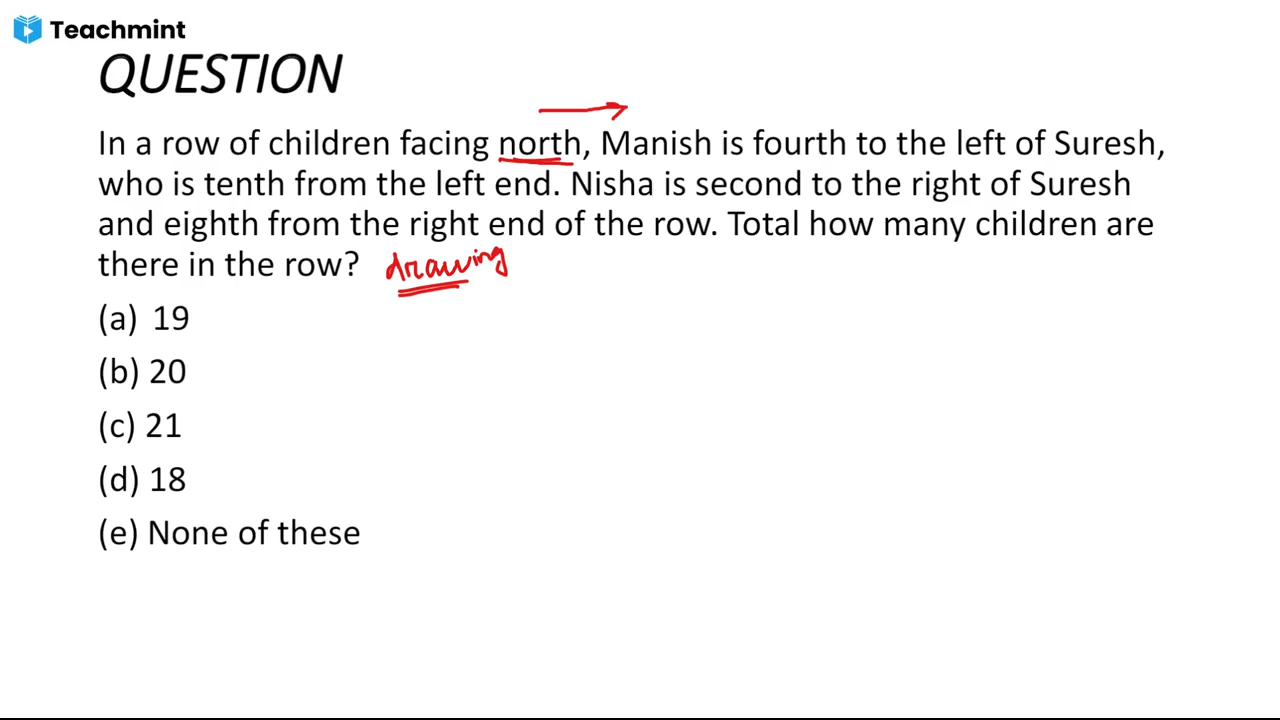 Teachmint
QUESTION
In a row of children facing north, Manish is fourth to the left of Suresh,
who is tenth from the left end. Nisha is second to the right of Suresh
and eighth from the right end of the row. Total how many children are
there in the row? drawing
(a) 19
(b) 20
(c) 21
(d) 18
(e) None of these